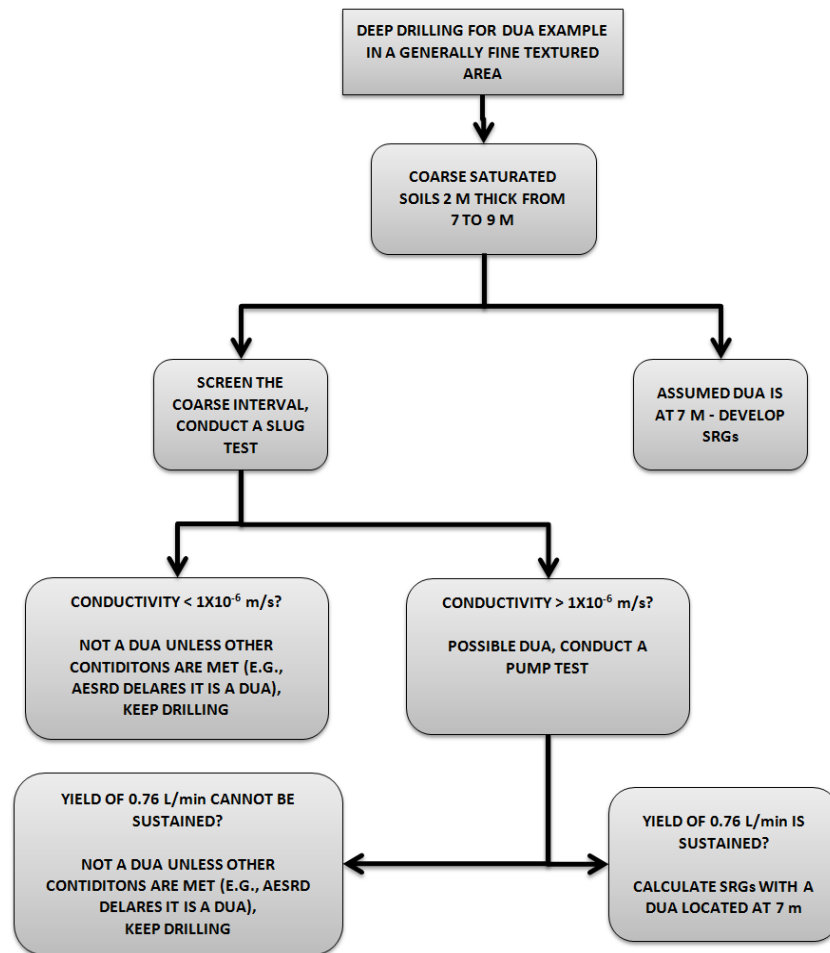 DEEP DRILLING FOR DUA EXAMPLE
IN A GENERALLY FINE TEXTURED
AREA
COARSE SATURATED
SOILS 2 M THICK FROM
7 TO 9 M
SCREEN THE
COARSE INTERVAL,
CONDUCT A SLUG
TEST
ASSUMED DUA IS
AT 7 M - DEVELOP
SRGs
CONDUCTIVITY < 1X10⁻⁶ m/s?
NOT A DUA UNLESS OTHER
CONTIDITONS ARE MET (E.G.,
AESRD DELARES IT IS A DUA),
KEEP DRILLING
CONDUCTIVITY > 1X10⁻⁶ m/s?
POSSIBLE DUA, CONDUCT A
PUMP TEST
YIELD OF 0.76 L/min CANNOT BE
SUSTAINED?
NOT A DUA UNLESS OTHER
CONTIDITONS ARE MET (E.G., AESRD
DELARES IT IS A DUA),
KEEP DRILLING
YIELD OF 0.76 L/min IS
SUSTAINED?
CALCULATE SRGs WITH A
DUA LOCATED AT 7 m